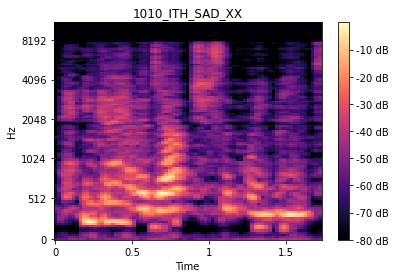 1010_ITH_SAD_XX
8192
4096
2048
1024
512
0
Hz
0
0.5
1
1.5
Time
-10 dB
-20 dB
-30 dB
-40 dB
-50 dB
-60 dB
-70 dB
-80 dB